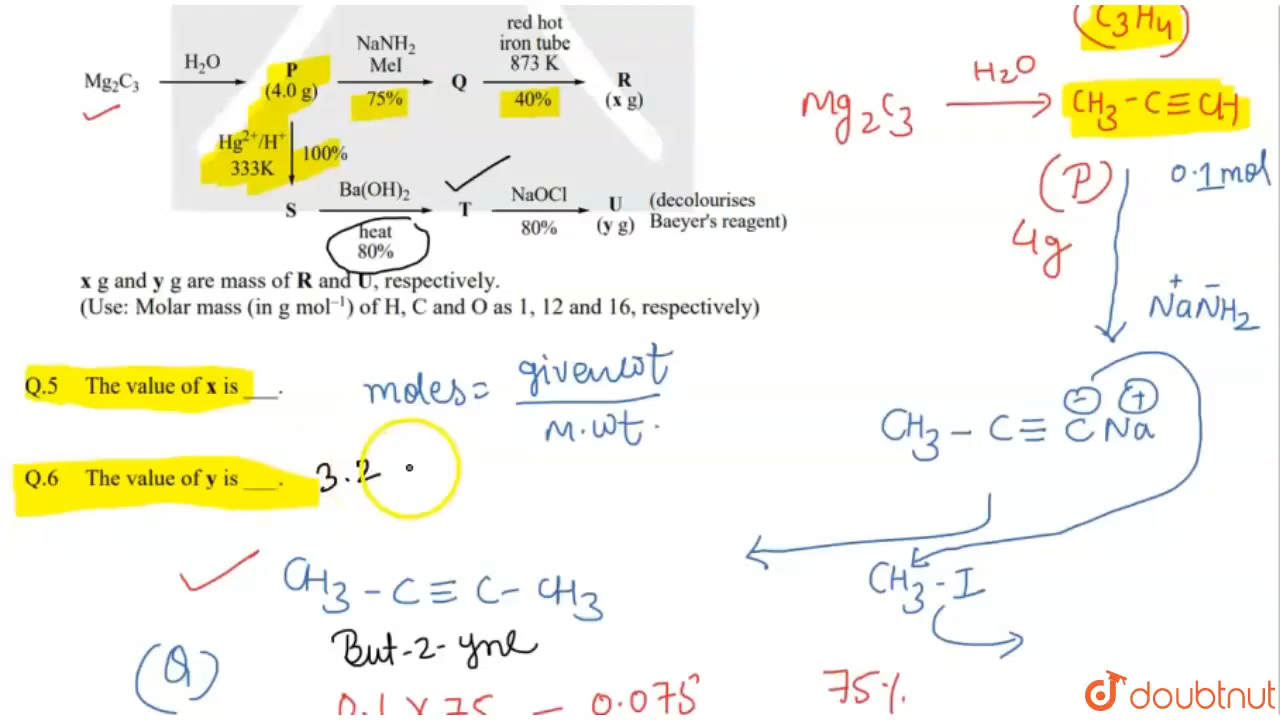 Mg2C3 H2O P (4.0 g) NaNH2 MeI 75% Q red hot iron tube 873 K 40% R (x g)
Hg2+/H+ 333K 100%
S Ba(OH)2 heat 80% T NaOCl 80% U (y g) (decolourises Baeyer's reagent)
x g and y g are mass of R and U, respectively.
(Use: Molar mass (in g mol–1) of H, C and O as 1, 12 and 16, respectively)
Q.5 The value of x is ___.
moles = given wt / M.wt.
Q.6 The value of y is ___. 3.2
CH3 – C ≡ C – CH3
But-2-yne
(Q)
0.1 x 75 = 0.075
75%
(C3H4)
Mg2C3 H2O CH3 – C ≡ CH
(P) 0.1mol
4g
+ –
NaNH2
– +
CH3 – C ≡ C Na
CH3 – I
doubtnut